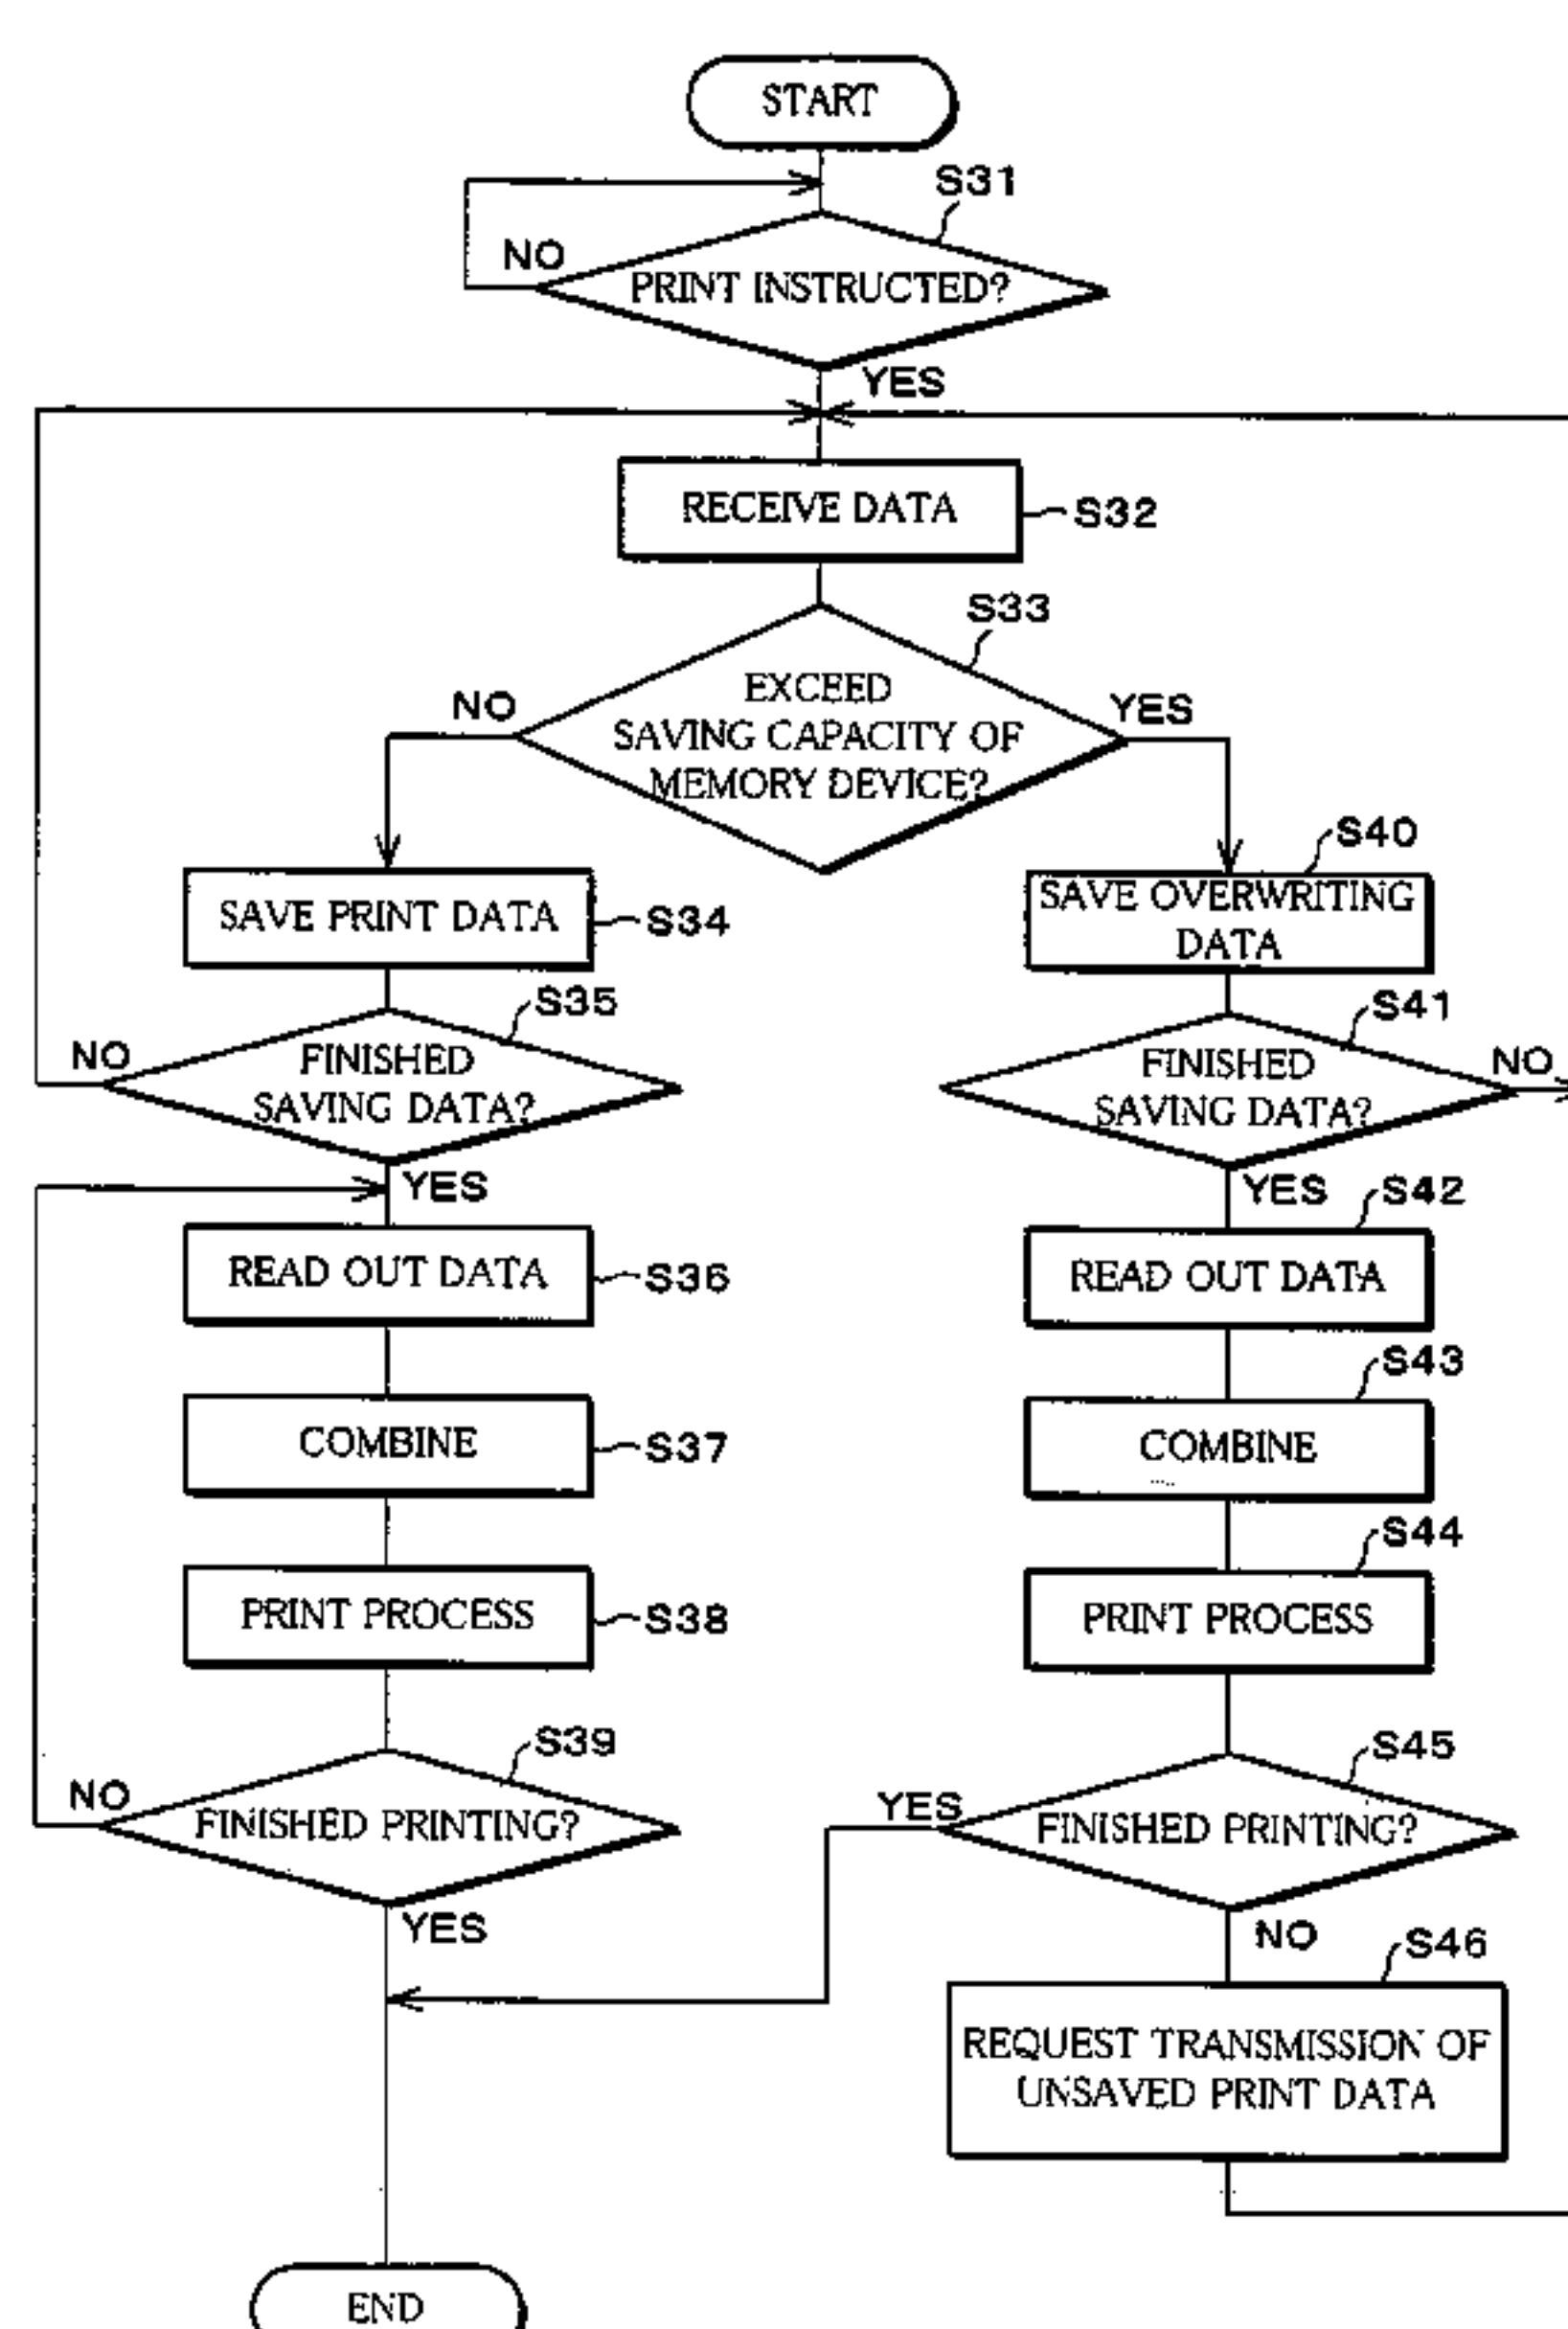 START
S31
NO
PRINT INSTRUCTED?
YES
RECEIVE DATA
S32
S33
NO
EXCEED
SAVING CAPACITY OF
MEMORY DEVICE?
YES
SAVE PRINT DATA
S34
S35
NO
FINISHED
SAVING DATA?
YES
READ OUT DATA
S36
COMBINE
S37
PRINT PROCESS
S38
S39
NO
FINISHED PRINTING?
YES
S40
SAVE OVERWRITING
DATA
S41
FINISHED
SAVING DATA?
NO
YES
S42
READ OUT DATA
S43
COMBINE
S44
PRINT PROCESS
S45
YES
FINISHED PRINTING?
NO
S46
REQUEST TRANSMISSION OF
UNSAVED PRINT DATA
END